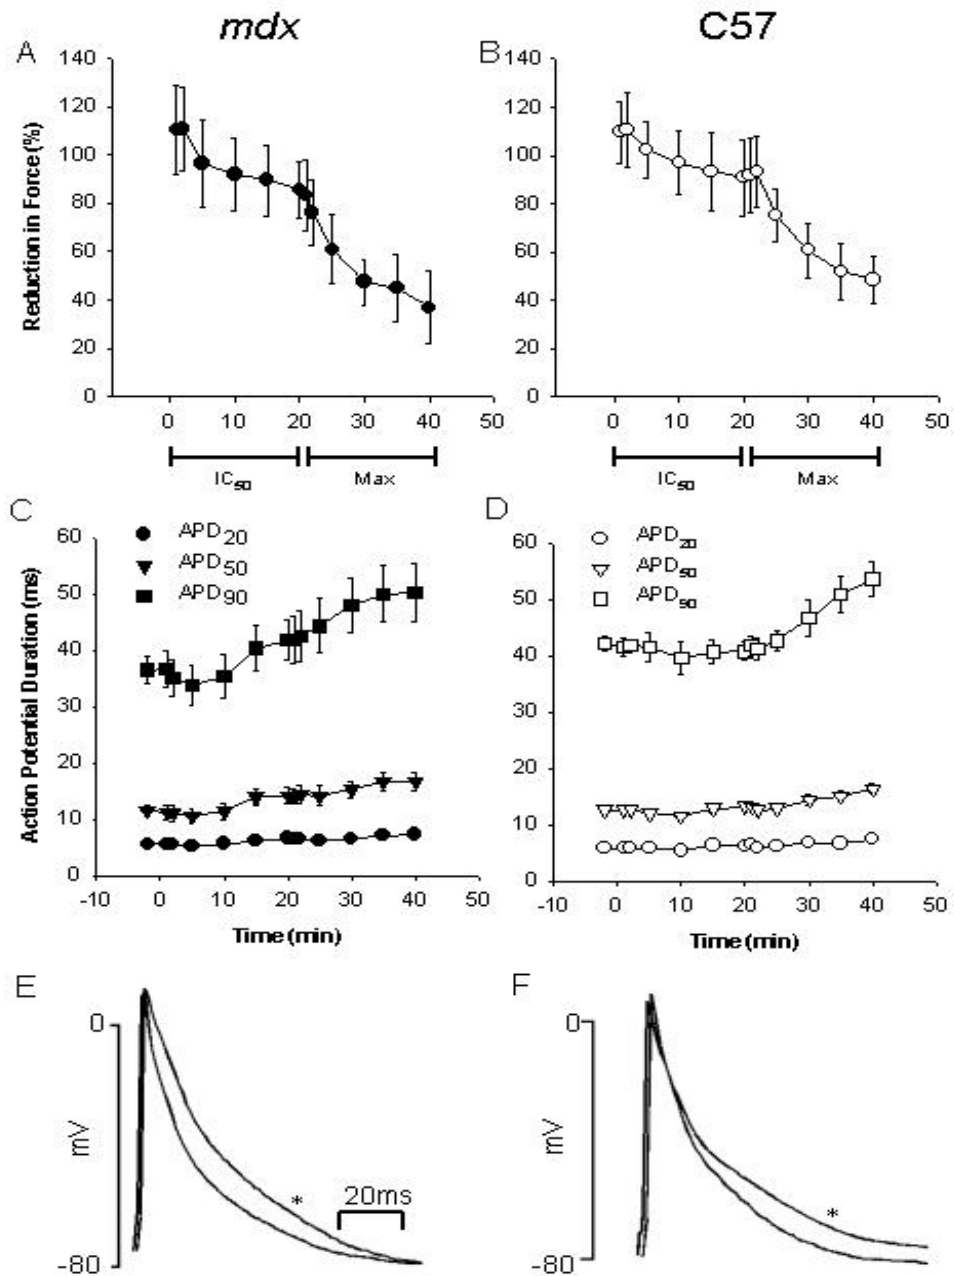 mdx C57
A B
140 140
120 120
100 100
80 80
60 60
40 40
20 20
0 0
Reduction in Force (%)
0 10 20 30 40 50 0 10 20 30 40 50
IC50 Max IC50 Max
C D
60 60
50 50
40 40
30 30
20 20
10 10
0 0
APD20 APD20
APD50 APD50
APD90 APD90
Action Potential Duration (ms)
-10 0 10 20 30 40 50 -10 0 10 20 30 40 50
Time (min) Time (min)
E F
0 0
mV mV
* *
20ms
-80 -80